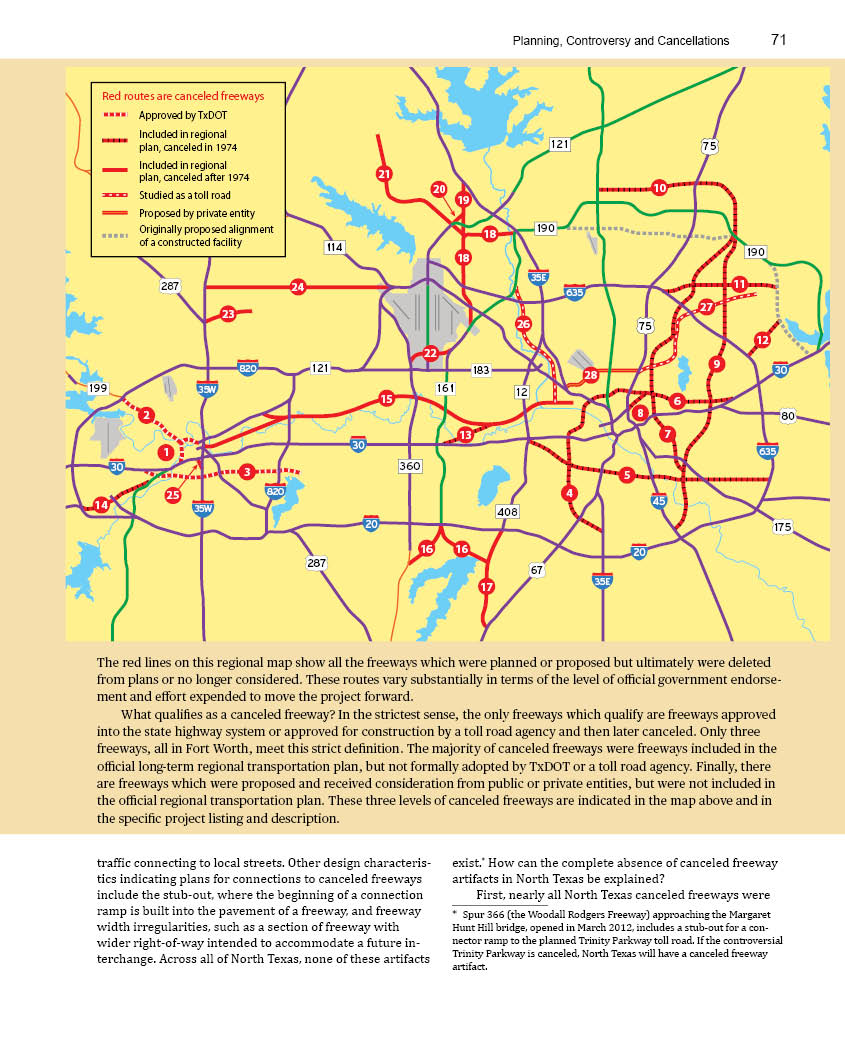 Planning, Controversy and Cancellations 71
Red routes are canceled freeways
Approved by TxDOT
Included in regional
plan, canceled in 1974
Included in regional
plan, canceled after 1974
Studied as a toll road
Proposed by private entity
Originally proposed alignment
of a constructed facility
121
75
10
21
20
19
190
18
114
18
190
35E
287
24
635
11
23
27
26
75
12
22
9
820
121
183
30
28
199
35W
161
12
15
6
2
8
80
13
7
30
1
635
360
30
3
5
25
820
4
14
45
35W
408
20
175
16
16
20
287
67
35E
17
The red lines on this regional map show all the freeways which were planned or proposed but ultimately were deleted
from plans or no longer considered. These routes vary substantially in terms of the level of official government endorse-
ment and effort expended to move the project forward.
What qualifies as a canceled freeway? In the strictest sense, the only freeways which qualify are freeways approved
into the state highway system or approved for construction by a toll road agency and then later canceled. Only three
freeways, all in Fort Worth, meet this strict definition. The majority of canceled freeways were freeways included in the
official long-term regional transportation plan, but not formally adopted by TxDOT or a toll road agency. Finally, there
are freeways which were proposed and received consideration from public or private entities, but were not included in
the official regional transportation plan. These three levels of canceled freeways are indicated in the map above and in
the specific project listing and description.
traffic connecting to local streets. Other design characteris-
tics indicating plans for connections to canceled freeways
include the stub-out, where the beginning of a connection
ramp is built into the pavement of a freeway, and freeway
width irregularities, such as a section of freeway with
wider right-of-way intended to accommodate a future in-
terchange. Across all of North Texas, none of these artifacts
exist.* How can the complete absence of canceled freeway
artifacts in North Texas be explained?
First, nearly all North Texas canceled freeways were
* Spur 366 (the Woodall Rodgers Freeway) approaching the Margaret
Hunt Hill bridge, opened in March 2012, includes a stub-out for a con-
nector ramp to the planned Trinity Parkway toll road. If the controversial
Trinity Parkway is canceled, North Texas will have a canceled freeway
artifact.